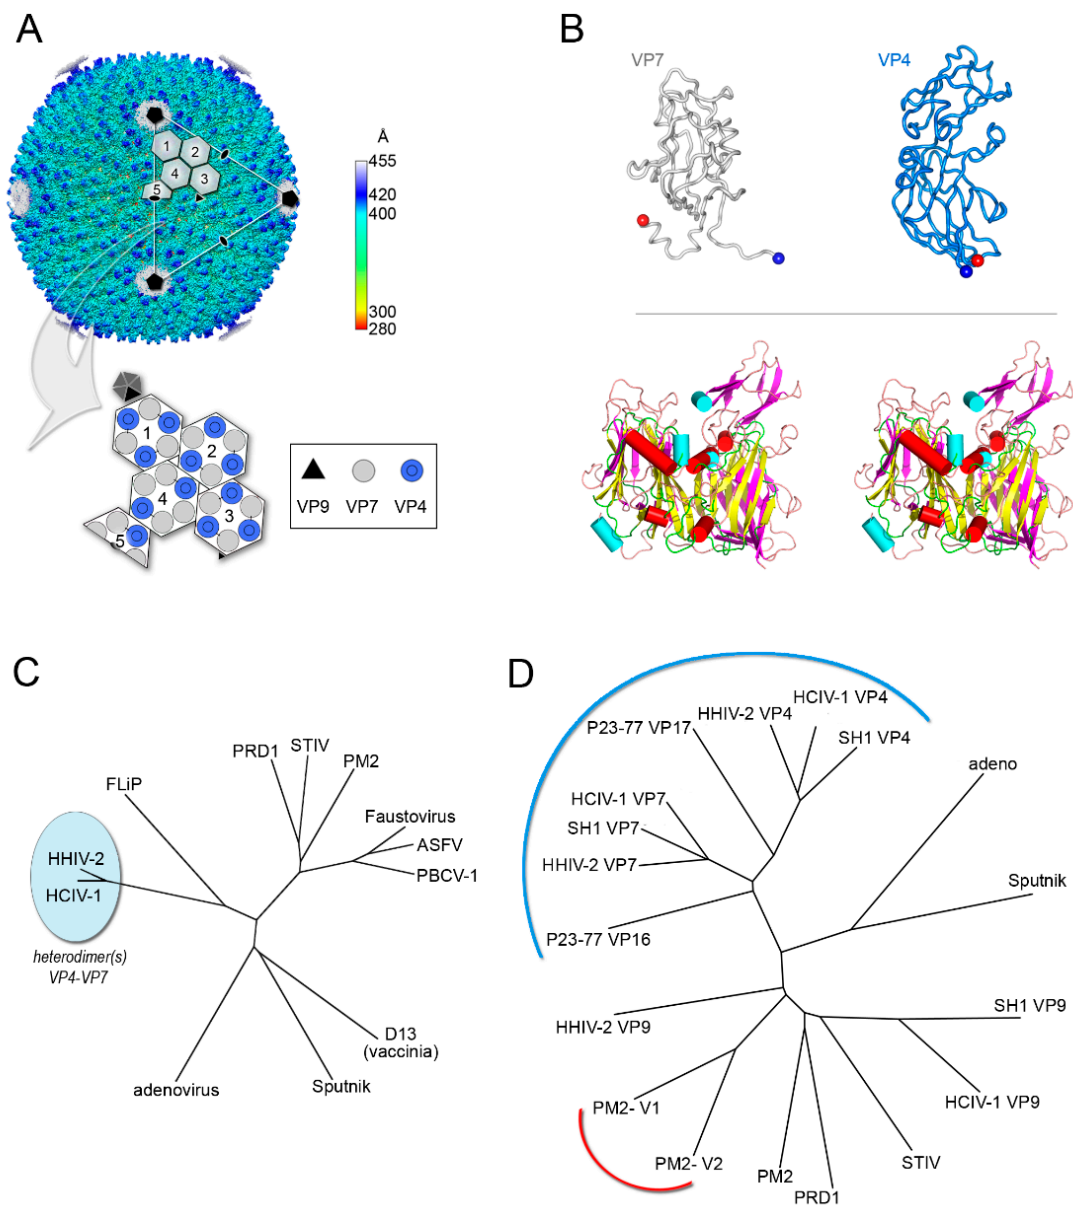 A
1
2
3
4
5
Å
455
420
400
300
280
1
2
4
3
5
VP9
VP7
VP4
B
VP7
VP4
C
PRD1
STIV
PM2
FLiP
Faustovirus
ASFV
PBCV-1
HHIV-2
HCIV-1
heterodimer(s)
VP4-VP7
D13
(vaccinia)
adenovirus
Sputnik
D
HCIV-1 VP4
HHIV-2 VP4
P23-77 VP17
SH1 VP4
adeno
HCIV-1 VP7
SH1 VP7
HHIV-2 VP7
Sputnik
P23-77 VP16
SH1 VP9
HHIV-2 VP9
HCIV-1 VP9
PM2- V1
PM2- V2
STIV
PM2
PRD1